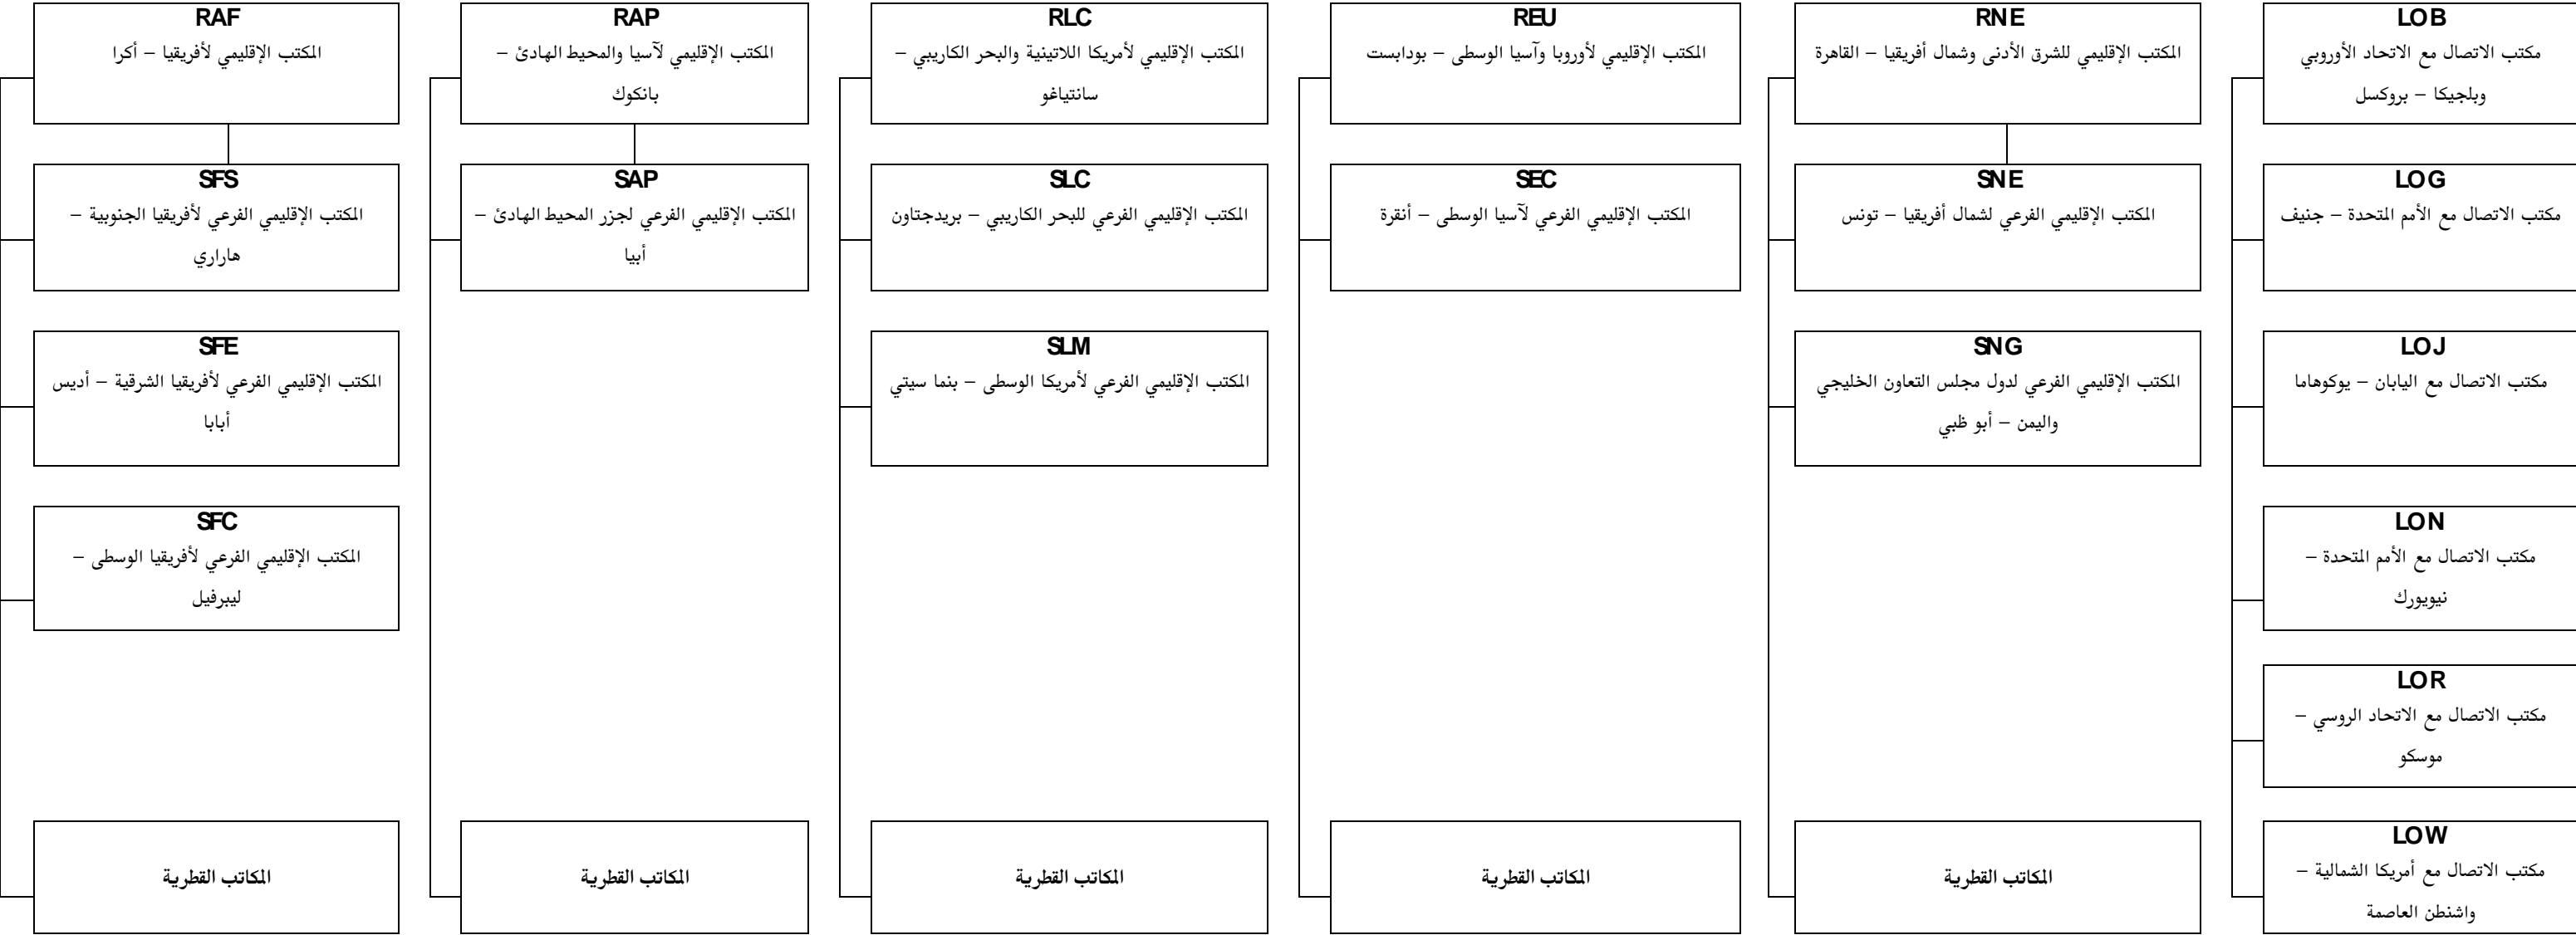 RAF
المكتب الإقليمي لأفريقيا – أكرا
SFS
المكتب الإقليمي الفرعي لأفريقيا الجنوبية –
هاراري
SFE
المكتب الإقليمي الفرعي لأفريقيا الشرقية – أديس
أبابا
SFC
المكتب الإقليمي الفرعي لأفريقيا الوسطى –
ليبرفيل
المكاتب القطرية
RAP
المكتب الإقليمي لآسيا والمحيط الهادئ –
بانكوك
SAP
المكتب الإقليمي الفرعي لجزر المحيط الهادئ –
أبيا
المكاتب القطرية
RLC
المكتب الإقليمي لأمريكا اللاتينية والبحر الكاريبي –
سانتياغو
SLC
المكتب الإقليمي الفرعي للبحر الكاريبي – بريدجتاون
SLM
المكتب الإقليمي الفرعي لأمريكا الوسطى – بنما سيتي
المكاتب القطرية
REU
المكتب الإقليمي لأوروبا وآسيا الوسطى – بودابست
SEC
المكتب الإقليمي الفرعي لآسيا الوسطى – أنقرة
المكاتب القطرية
RNE
المكتب الإقليمي للشرق الأدنى وشمال أفريقيا – القاهرة
SNE
المكتب الإقليمي الفرعي لشمال أفريقيا – تونس
SNG
المكتب الإقليمي الفرعي لدول مجلس التعاون الخليجي
واليمن – أبو ظبي
المكاتب القطرية
LOB
مكتب الاتصال مع الاتحاد الأوروبي
وبلجيكا – بروكسل
LOG
مكتب الاتصال مع الأمم المتحدة – جنيف
LOJ
مكتب الاتصال مع اليابان – يوكوهاما
LON
مكتب الاتصال مع الأمم المتحدة –
نيويورك
LOR
مكتب الاتصال مع الاتحاد الروسي –
موسكو
LOW
مكتب الاتصال مع أمريكا الشمالية –
واشنطن العاصمة